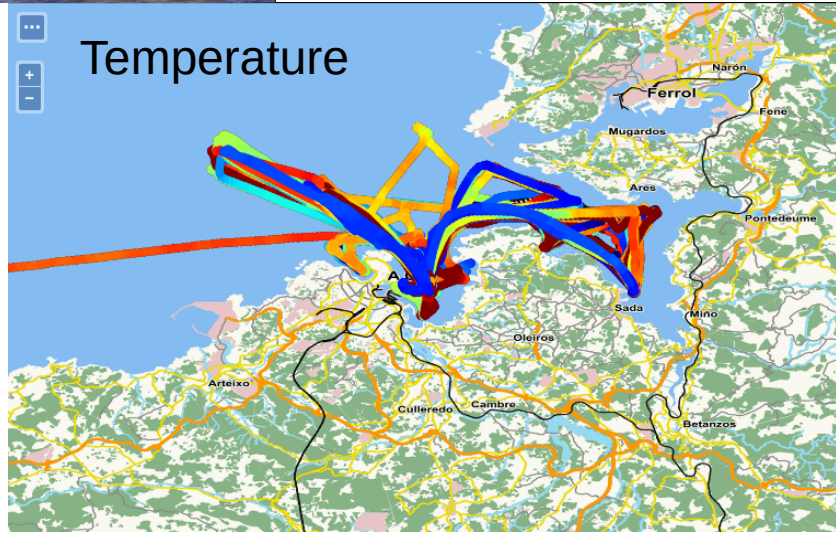 ...
+
−
Temperature
Narón
Ferrol
Fene
Mugardos
Ares
Pontedeume
A
Sada
Miño
Oleiros
Arteixo
Culleredo
Cambre
Betanzos